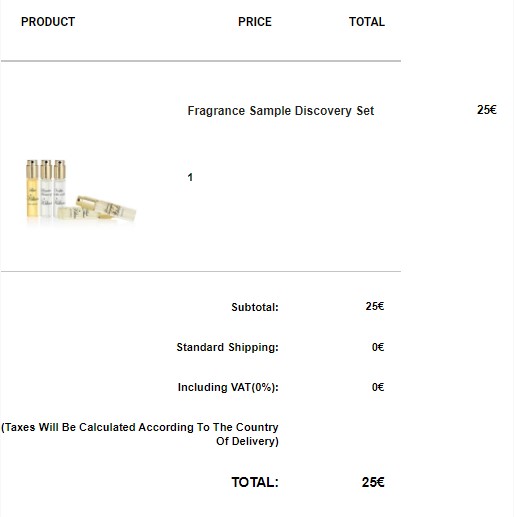 PRODUCT PRICE TOTAL
Fragrance Sample Discovery Set 25€
1
Subtotal: 25€
Standard Shipping: 0€
Including VAT(0%): 0€
(Taxes Will Be Calculated According To The Country
Of Delivery)
TOTAL: 25€